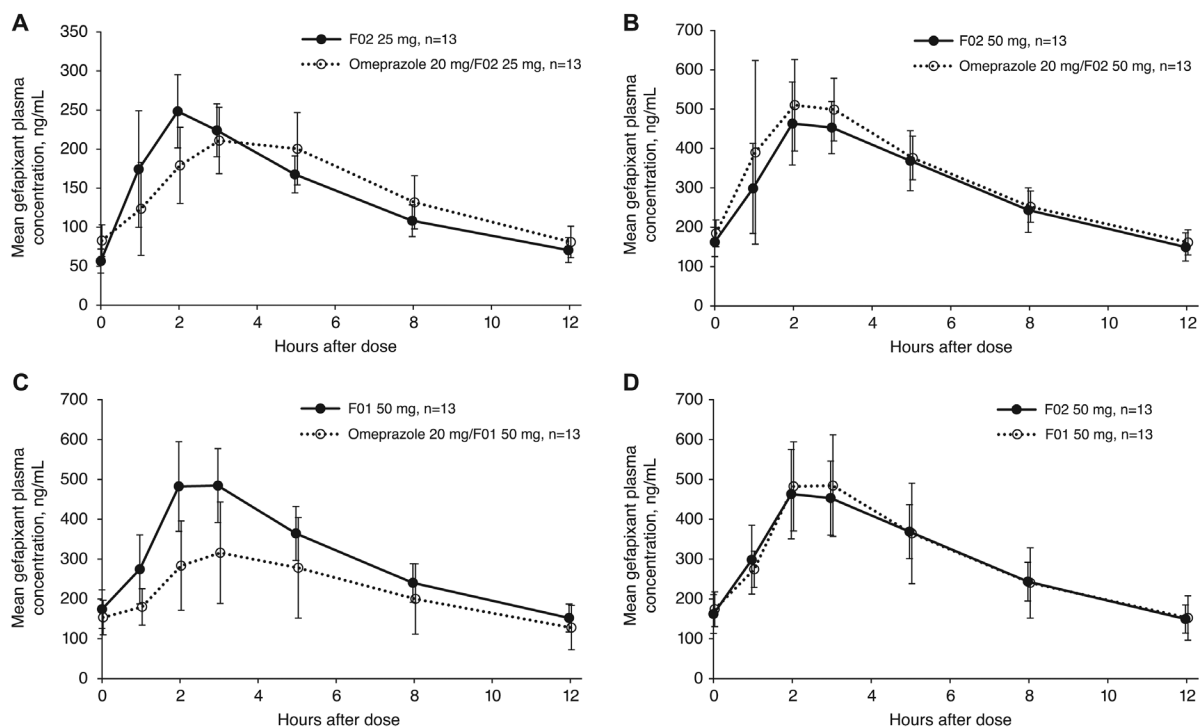 A
F02 25 mg, n=13
Omeprazole 20 mg/F02 25 mg, n=13
Mean gefapixant plasma
concentration, ng/mL
350
300
250
200
150
100
50
0
0 2 4 6 8 10 12
Hours after dose
B
F02 50 mg, n=13
Omeprazole 20 mg/F02 50 mg, n=13
Mean gefapixant plasma
concentration, ng/mL
700
600
500
400
300
200
100
0
0 2 4 6 8 10 12
Hours after dose
C
F01 50 mg, n=13
Omeprazole 20 mg/F01 50 mg, n=13
Mean gefapixant plasma
concentration, ng/mL
700
600
500
400
300
200
100
0
0 2 4 6 8 10 12
Hours after dose
D
F02 50 mg, n=13
F01 50 mg, n=13
Mean gefapixant plasma
concentration, ng/mL
700
600
500
400
300
200
100
0
0 2 4 6 8 10 12
Hours after dose